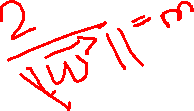 2
‖w⃗‖ = m